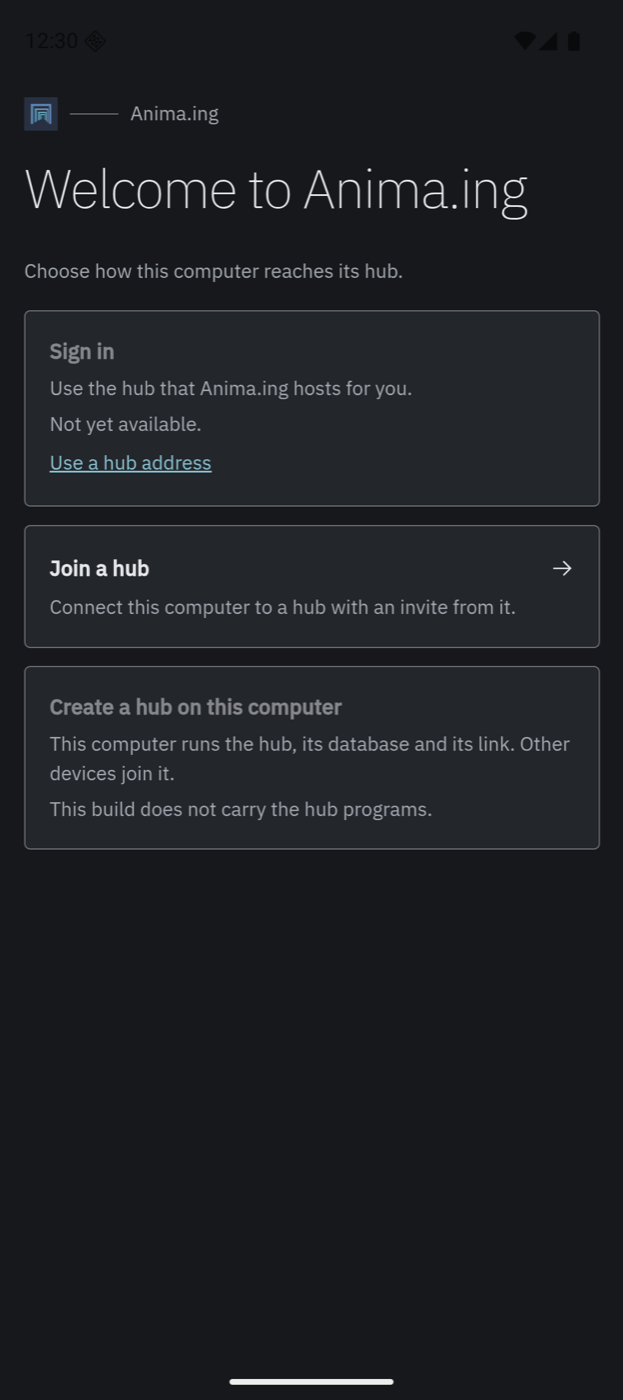 12:30
Anima.ing
Welcome to Anima.ing
Choose how this computer reaches its hub.
Sign in
Use the hub that Anima.ing hosts for you.
Not yet available.
Use a hub address
Join a hub
Connect this computer to a hub with an invite from it.
Create a hub on this computer
This computer runs the hub, its database and its link. Other
devices join it.
This build does not carry the hub programs.